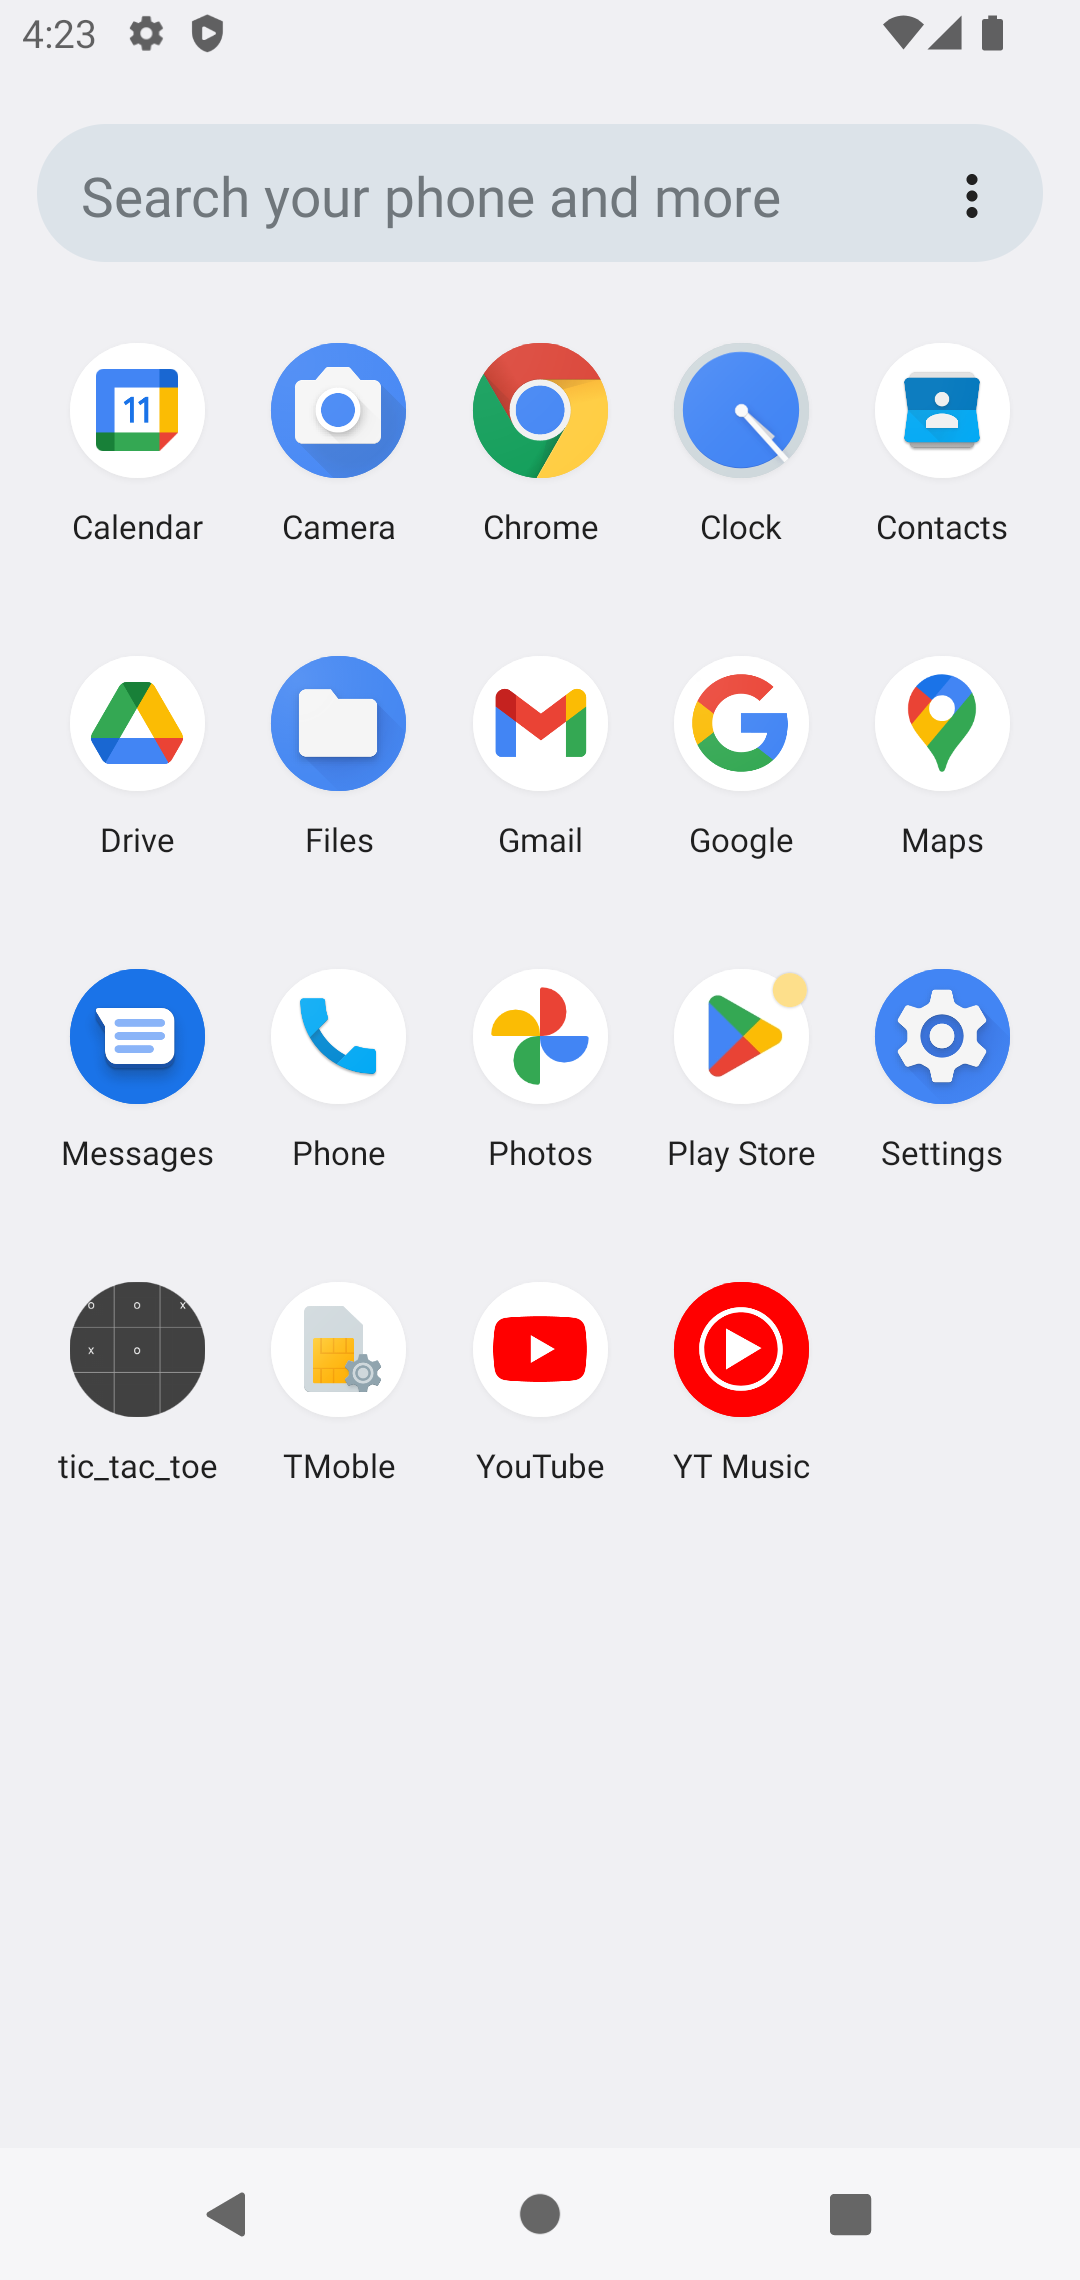 4:23
Search your phone and more
11
Calendar Camera Chrome Clock Contacts
Drive Files Gmail Google Maps
Messages Phone Photos Play Store Settings
o o x
x o
tic_tac_toe TMoble YouTube YT Music